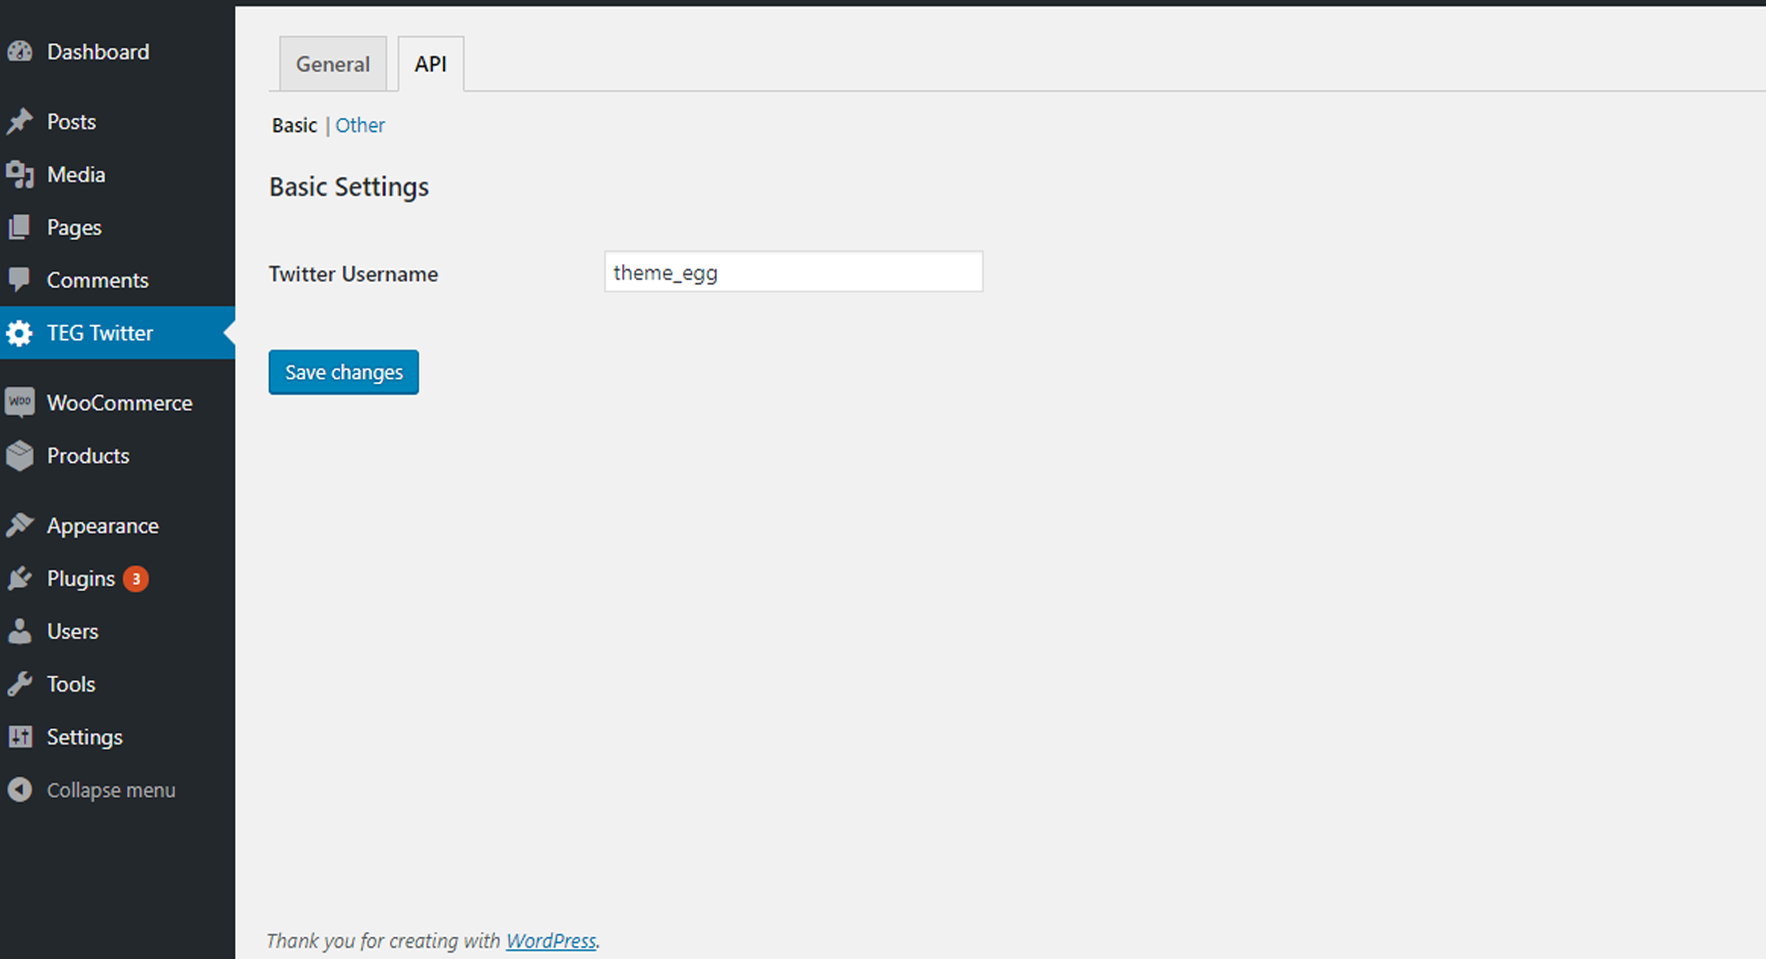 Dashboard
Posts
Media
Pages
Comments
TEG Twitter
WOO WooCommerce
Products
Appearance
Plugins 3
Users
Tools
Settings
Collapse menu
General API
Basic | Other
Basic Settings
Twitter Username theme_egg
Save changes
Thank you for creating with WordPress.